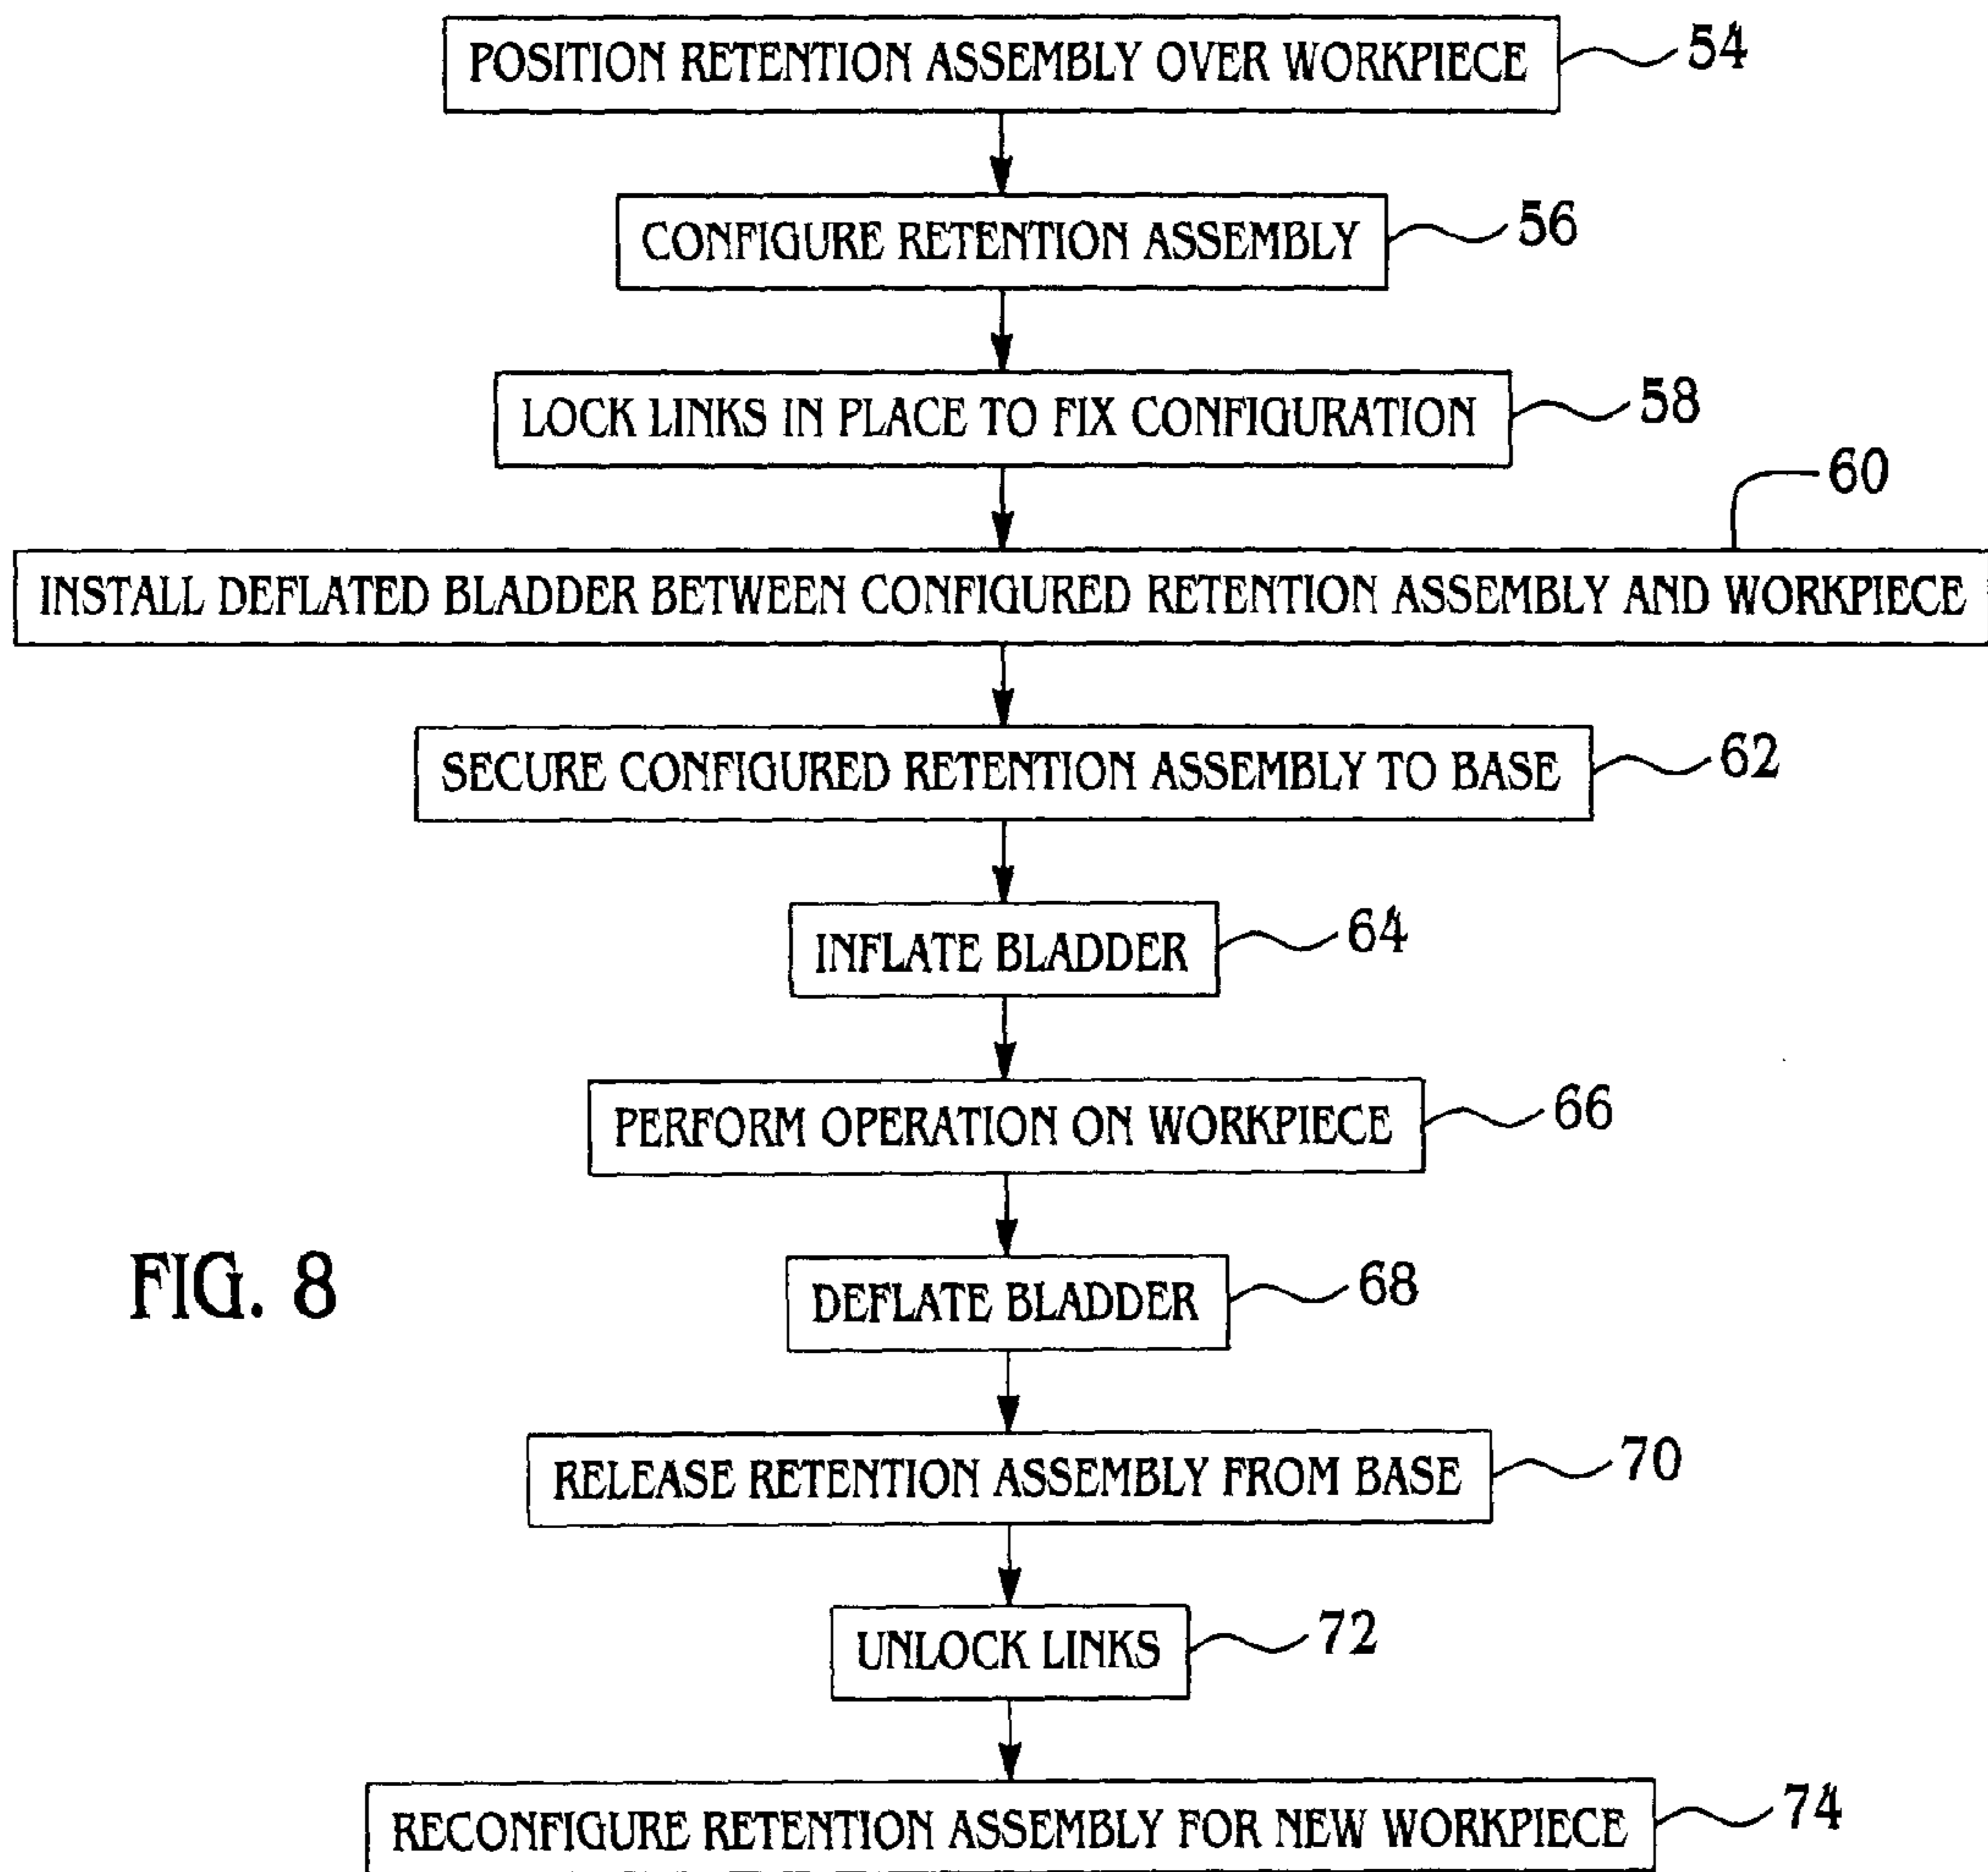 POSITION RETENTION ASSEMBLY OVER WORKPIECE 54
CONFIGURE RETENTION ASSEMBLY 56
LOCK LINKS IN PLACE TO FIX CONFIGURATION 58
60
INSTALL DEFLATED BLADDER BETWEEN CONFIGURED RETENTION ASSEMBLY AND WORKPIECE
SECURE CONFIGURED RETENTION ASSEMBLY TO BASE 62
INFLATE BLADDER 64
PERFORM OPERATION ON WORKPIECE 66
DEFLATE BLADDER 68
FIG. 8
RELEASE RETENTION ASSEMBLY FROM BASE 70
UNLOCK LINKS 72
RECONFIGURE RETENTION ASSEMBLY FOR NEW WORKPIECE 74